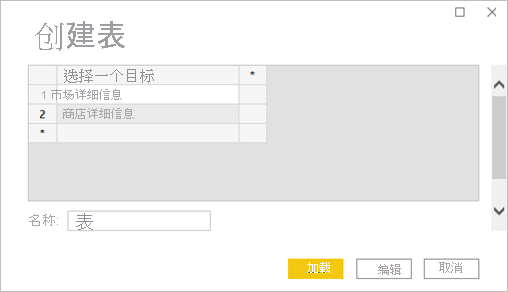 创建表
选择一个目标 *
1 市场详细信息
2 商店详细信息
*
名称: 表
加载 编辑 取消